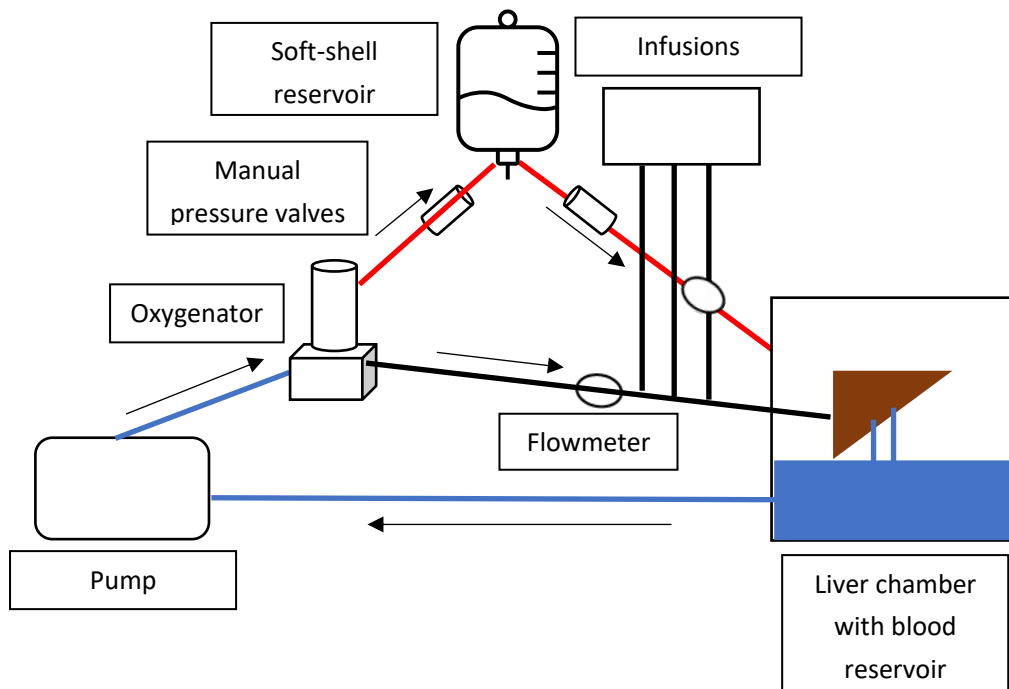 Soft-shell
reservoir
Infusions
Manual
pressure valves
Oxygenator
Flowmeter
Pump
Liver chamber
with blood
reservoir